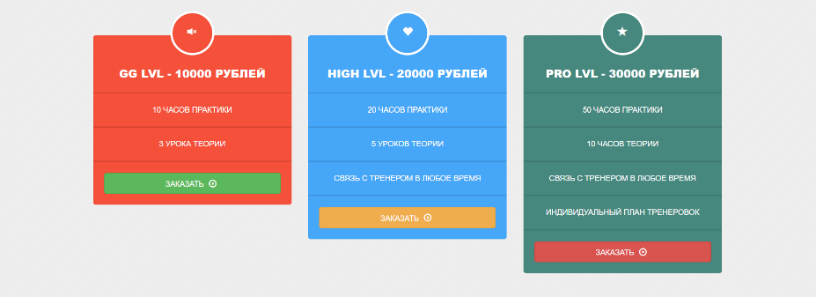 GG LVL - 10000 РУБЛЕЙ
10 ЧАСОВ ПРАКТИКИ
3 УРОКА ТЕОРИИ
ЗАКАЗАТЬ
HIGH LVL - 20000 РУБЛЕЙ
20 ЧАСОВ ПРАКТИКИ
5 УРОКОВ ТЕОРИИ
СВЯЗЬ С ТРЕНЕРОМ В ЛЮБОЕ ВРЕМЯ
ЗАКАЗАТЬ
PRO LVL - 30000 РУБЛЕЙ
50 ЧАСОВ ПРАКТИКИ
10 ЧАСОВ ТЕОРИИ
СВЯЗЬ С ТРЕНЕРОМ В ЛЮБОЕ ВРЕМЯ
ИНДИВИДУАЛЬНЫЙ ПЛАН ТРЕНЕРОВОК
ЗАКАЗАТЬ